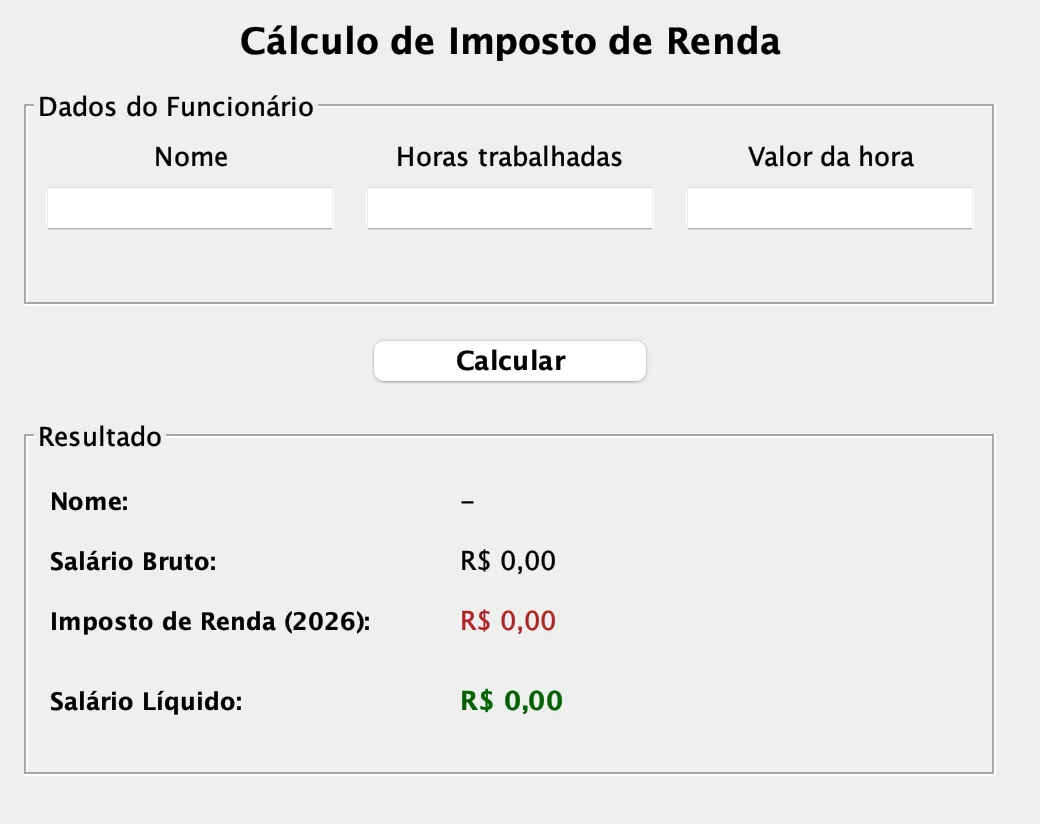 Cálculo de Imposto de Renda
Dados do Funcionário
Nome Horas trabalhadas Valor da hora
Calcular
Resultado
Nome: –
Salário Bruto: R$ 0,00
Imposto de Renda (2026): R$ 0,00
Salário Líquido: R$ 0,00